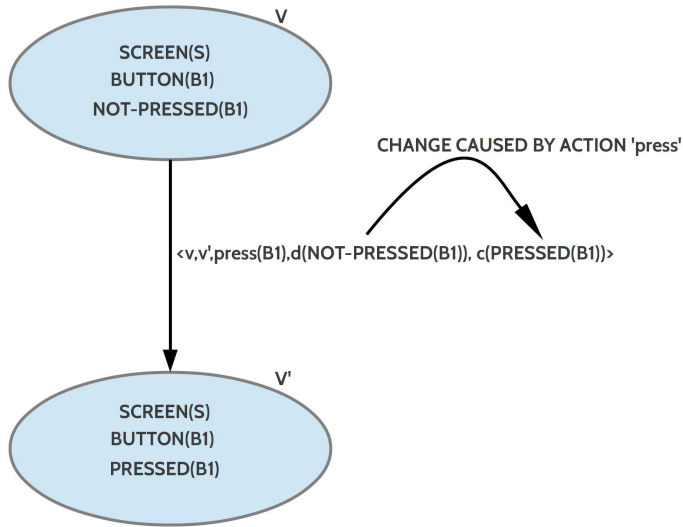 V
SCREEN(S)
BUTTON(B1)
NOT-PRESSED(B1)
CHANGE CAUSED BY ACTION 'press'
<v,v',press(B1),d(NOT-PRESSED(B1)), c(PRESSED(B1))>
V'
SCREEN(S)
BUTTON(B1)
PRESSED(B1)